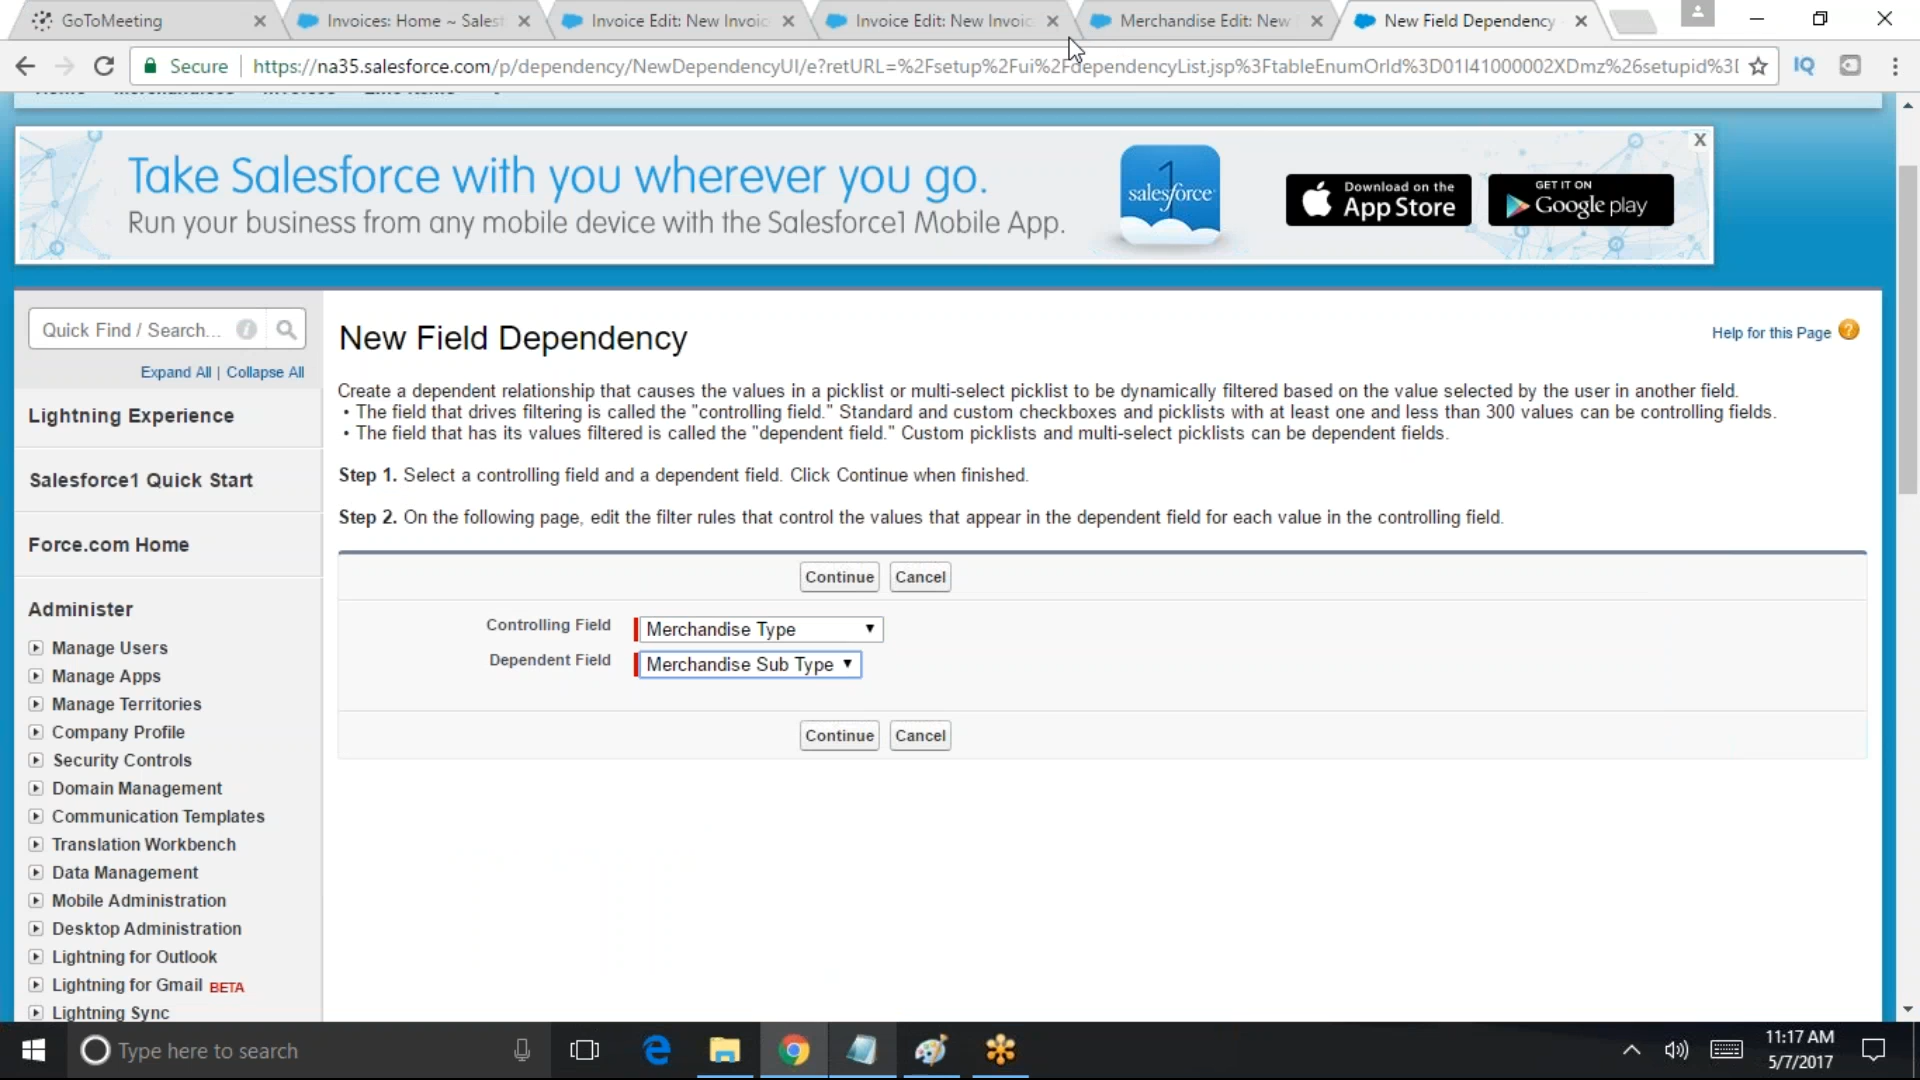 GoToMeeting
Invoices: Home ~ Salesf
Invoice Edit: New Invoic
Invoice Edit: New Invoic
Merchandise Edit: New
New Field Dependency
Secure
https://na35.salesforce.com/p/dependency/NewDependencyUI/e?retURL=%2Fsetup%2Fui%2FdependencyList.jsp%3FtableEnumOrId%3D01I41000002XDmz%26setupid%3D
IQ
Take Salesforce with you wherever you go.
Run your business from any mobile device with the Salesforce1 Mobile App.
1
salesforce
Download on the
App Store
GET IT ON
Google play
X
Quick Find / Search...
Expand All | Collapse All
Lightning Experience
Salesforce1 Quick Start
Force.com Home
Administer
Manage Users
Manage Apps
Manage Territories
Company Profile
Security Controls
Domain Management
Communication Templates
Translation Workbench
Data Management
Mobile Administration
Desktop Administration
Lightning for Outlook
Lightning for Gmail BETA
Lightning Sync
New Field Dependency
Help for this Page ?
Create a dependent relationship that causes the values in a picklist or multi-select picklist to be dynamically filtered based on the value selected by the user in another field.
• The field that drives filtering is called the "controlling field." Standard and custom checkboxes and picklists with at least one and less than 300 values can be controlling fields.
• The field that has its values filtered is called the "dependent field." Custom picklists and multi-select picklists can be dependent fields.
Step 1. Select a controlling field and a dependent field. Click Continue when finished.
Step 2. On the following page, edit the filter rules that control the values that appear in the dependent field for each value in the controlling field.
Continue Cancel
Controlling Field Merchandise Type
Dependent Field Merchandise Sub Type
Continue Cancel
Type here to search
11:17 AM
5/7/2017